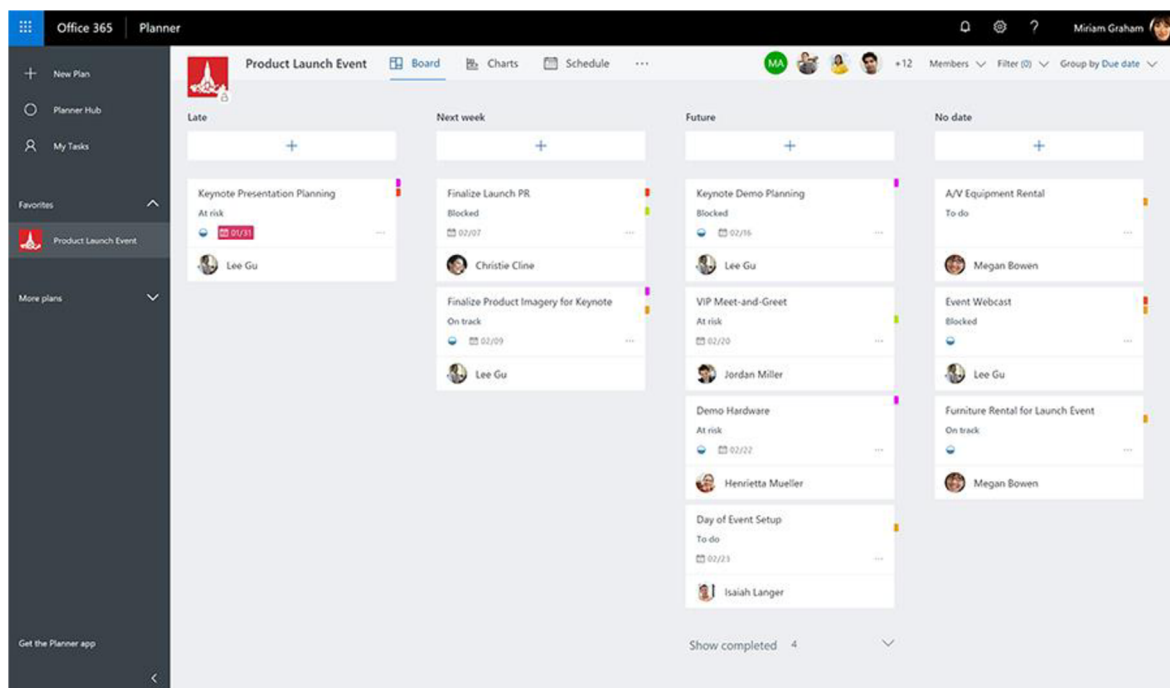 Office 365
Planner
Miriam Graham
New Plan
Planner Hub
My Tasks
Favorites
Product Launch Event
More plans
Get the Planner app
Product Launch Event
Board
Charts
Schedule
MA
+12
Members
Filter (0)
Group by Due date
Late
Keynote Presentation Planning
At risk
01/31
Lee Gu
Next week
Finalize Launch PR
Blocked
02/07
Christie Cline
Finalize Product Imagery for Keynote
On track
02/09
Lee Gu
Future
Keynote Demo Planning
Blocked
02/16
Lee Gu
VIP Meet-and-Greet
At risk
02/20
Jordan Miller
Demo Hardware
At risk
02/22
Henrietta Mueller
Day of Event Setup
To do
02/23
Isaiah Langer
Show completed 4
No date
A/V Equipment Rental
To do
Megan Bowen
Event Webcast
Blocked
Lee Gu
Furniture Rental for Launch Event
On track
Megan Bowen